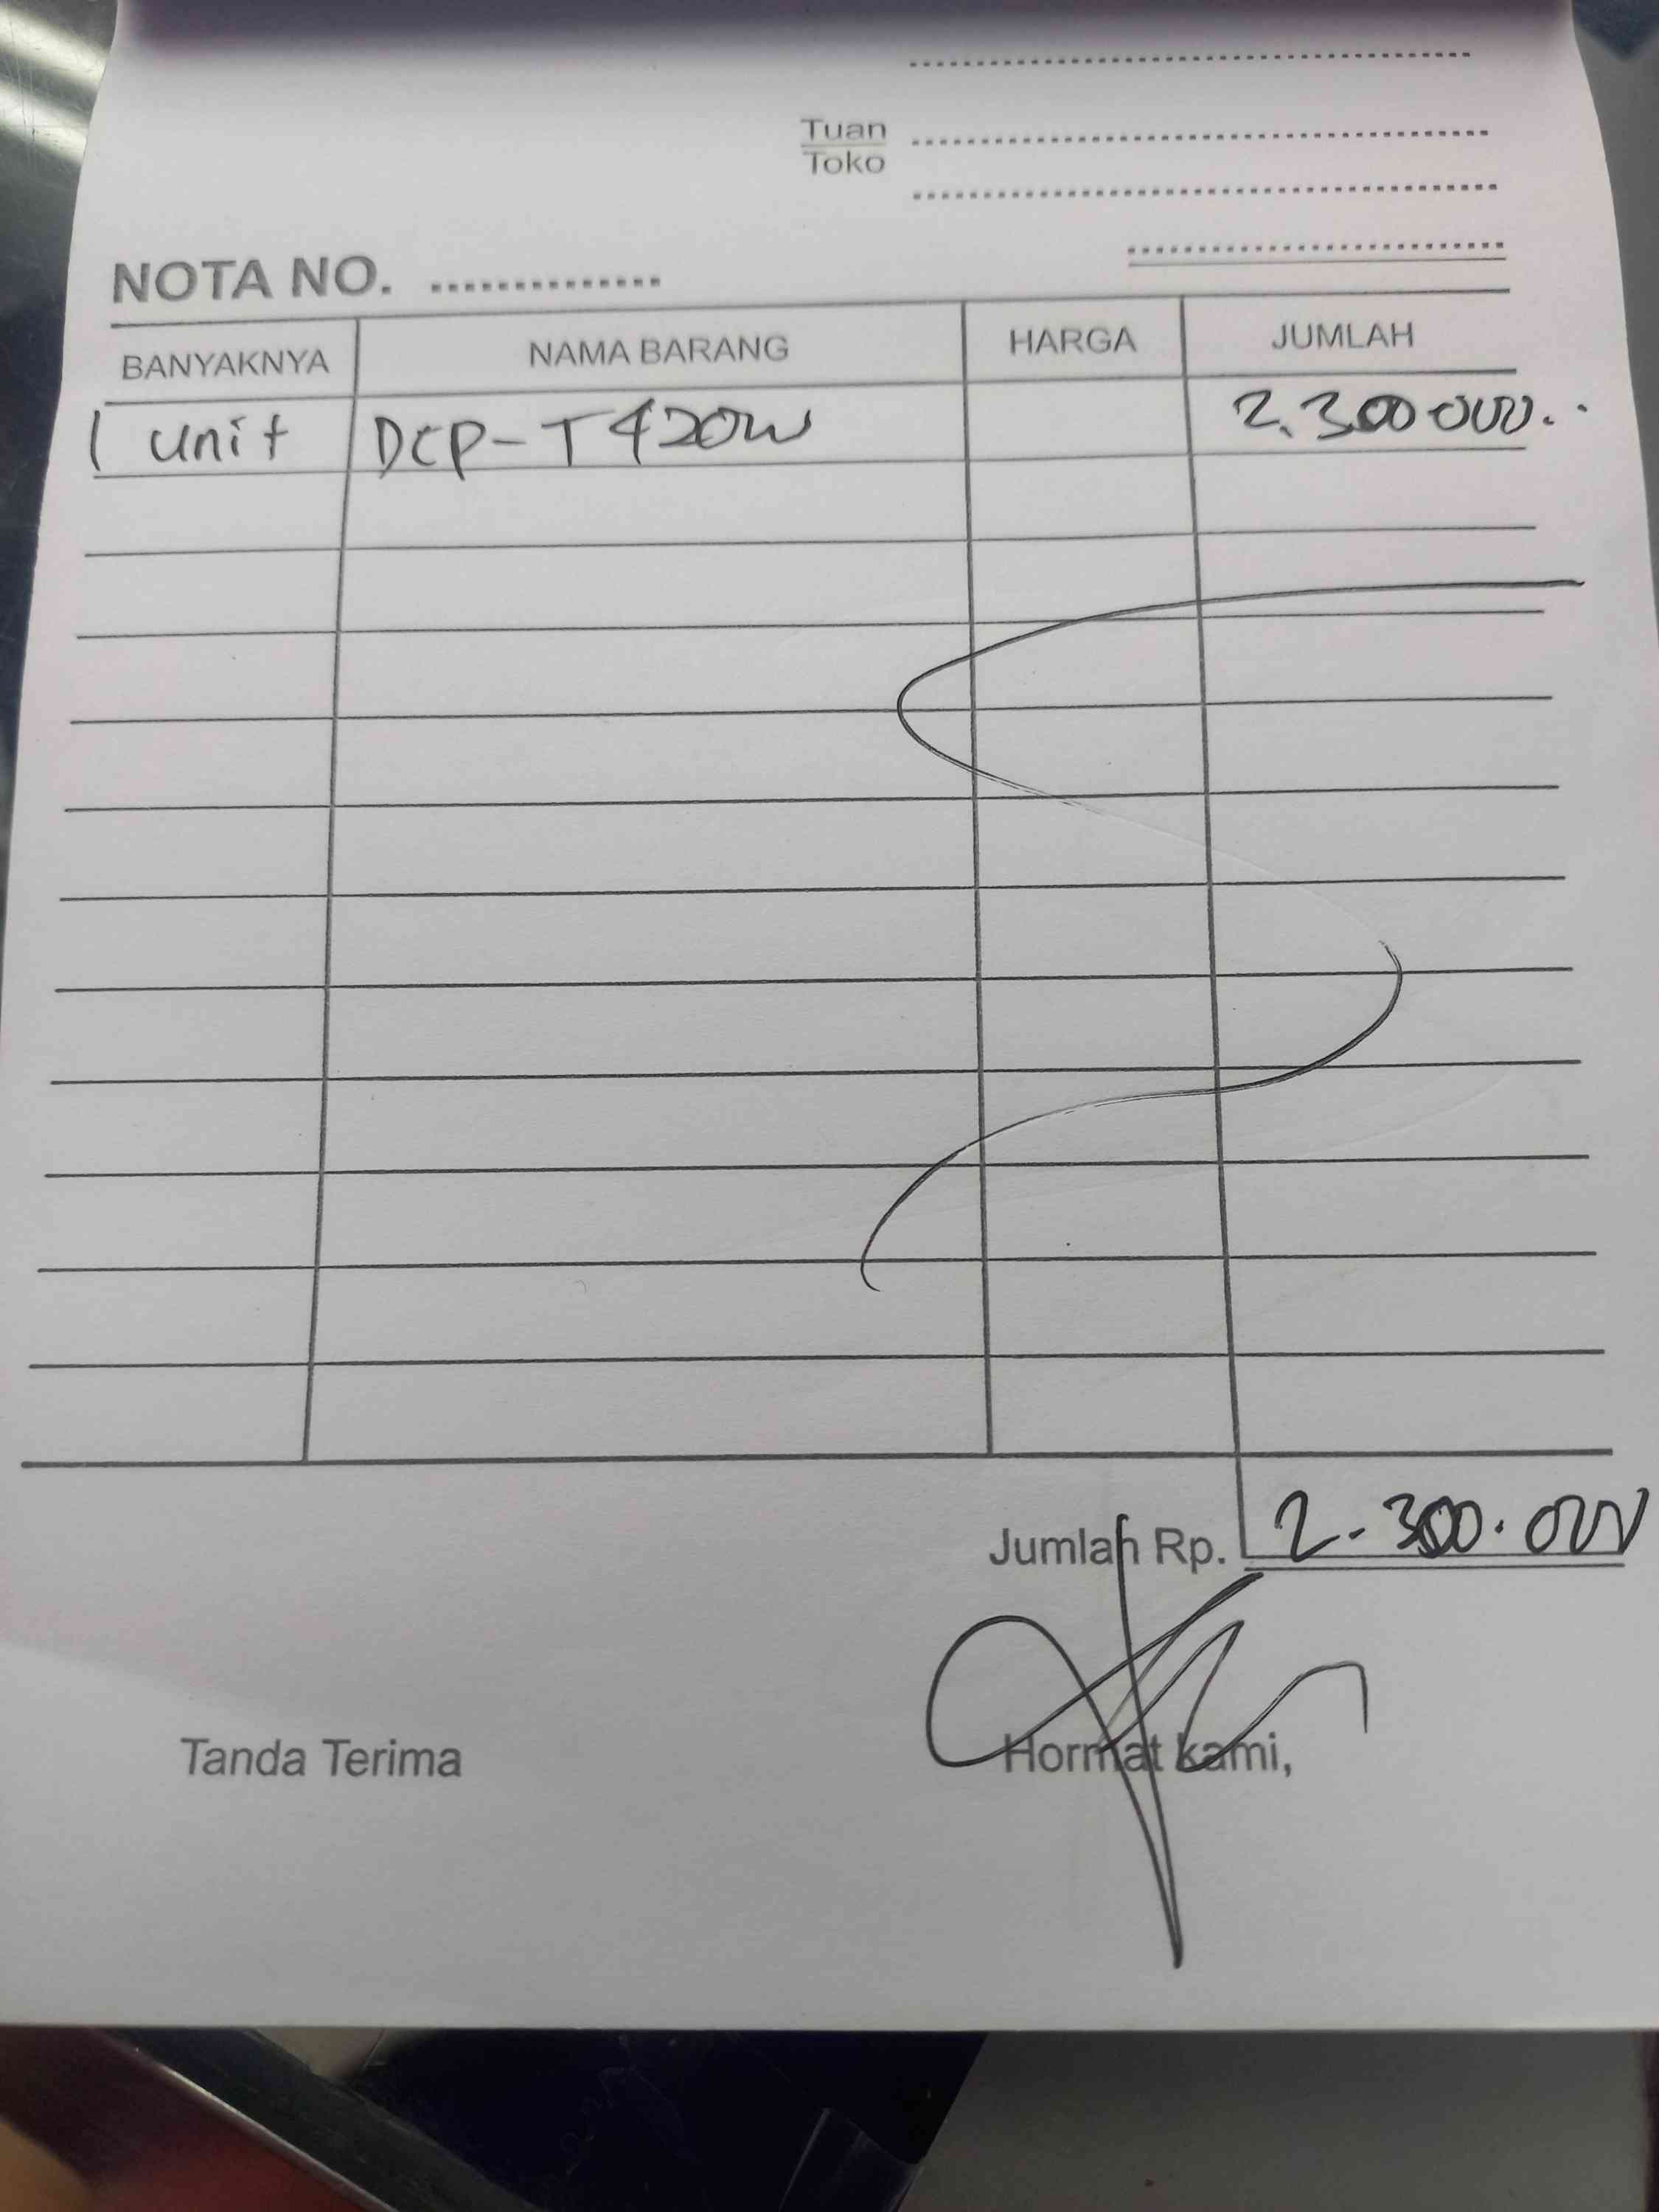 Tuan
Toko
NOTA NO. ..............
BANYAKNYA NAMA BARANG HARGA JUMLAH
1 unit DCP-T420W 2.300.000..
Jumlah Rp. 2.300.000
Tanda Terima Hormat kami,